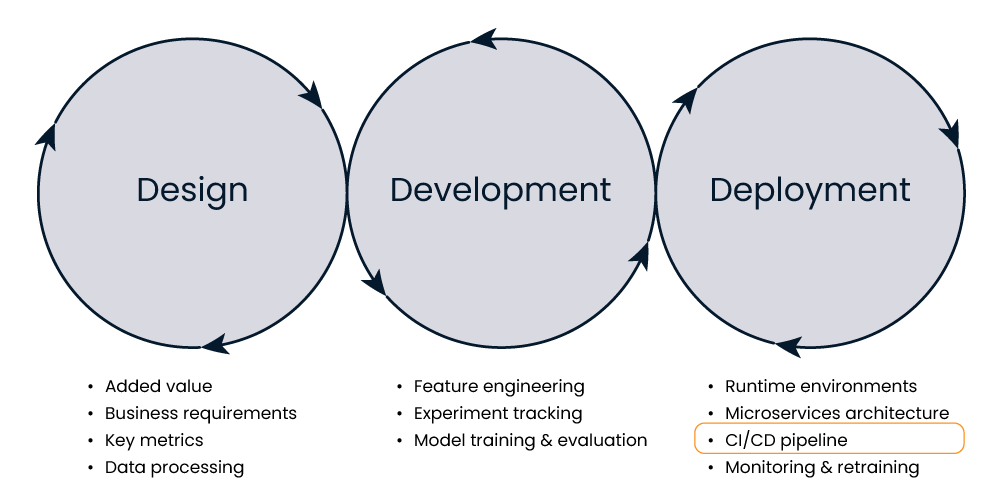 Design
Development
Deployment
• Added value
• Business requirements
• Key metrics
• Data processing
• Feature engineering
• Experiment tracking
• Model training & evaluation
• Runtime environments
• Microservices architecture
• CI/CD pipeline
• Monitoring & retraining